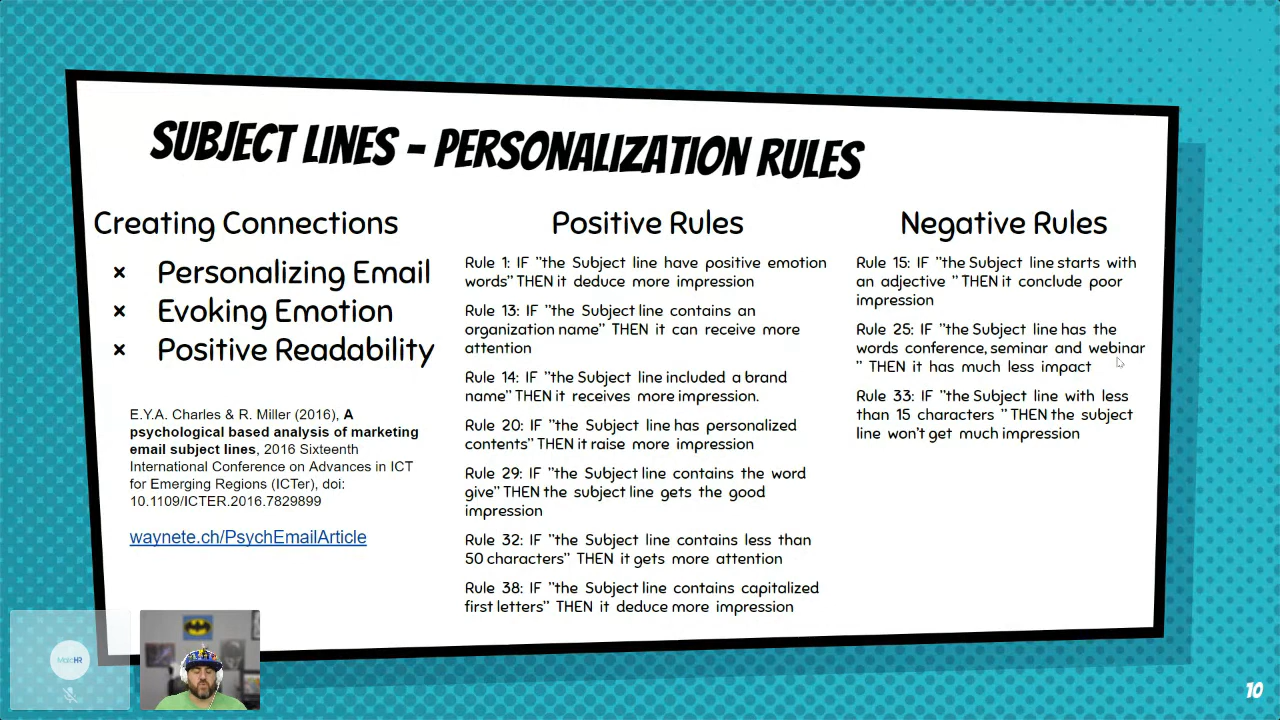 SUBJECT LINES - PERSONALIZATION RULES
Creating Connections
× Personalizing Email
× Evoking Emotion
× Positive Readability
E.Y.A. Charles & R. Miller (2016), A
psychological based analysis of marketing
email subject lines, 2016 Sixteenth
International Conference on Advances in ICT
for Emerging Regions (ICTer), doi:
10.1109/ICTER.2016.7829899
waynete.ch/PsychEmailArticle
Positive Rules
Rule 1: IF "the Subject line have positive emotion
words" THEN it deduce more impression
Rule 13: IF "the Subject line contains an
organization name" THEN it can receive more
attention
Rule 14: IF "the Subject line included a brand
name" THEN it receives more impression.
Rule 20: IF "the Subject line has personalized
contents" THEN it raise more impression
Rule 29: IF "the Subject line contains the word
give" THEN the subject line gets the good
impression
Rule 32: IF "the Subject line contains less than
50 characters" THEN it gets more attention
Rule 38: IF "the Subject line contains capitalized
first letters" THEN it deduce more impression
Negative Rules
Rule 15: IF "the Subject line starts with
an adjective " THEN it conclude poor
impression
Rule 25: IF "the Subject line has the
words conference, seminar and webinar
" THEN it has much less impact
Rule 33: IF "the Subject line with less
than 15 characters " THEN the subject
line won't get much impression
10